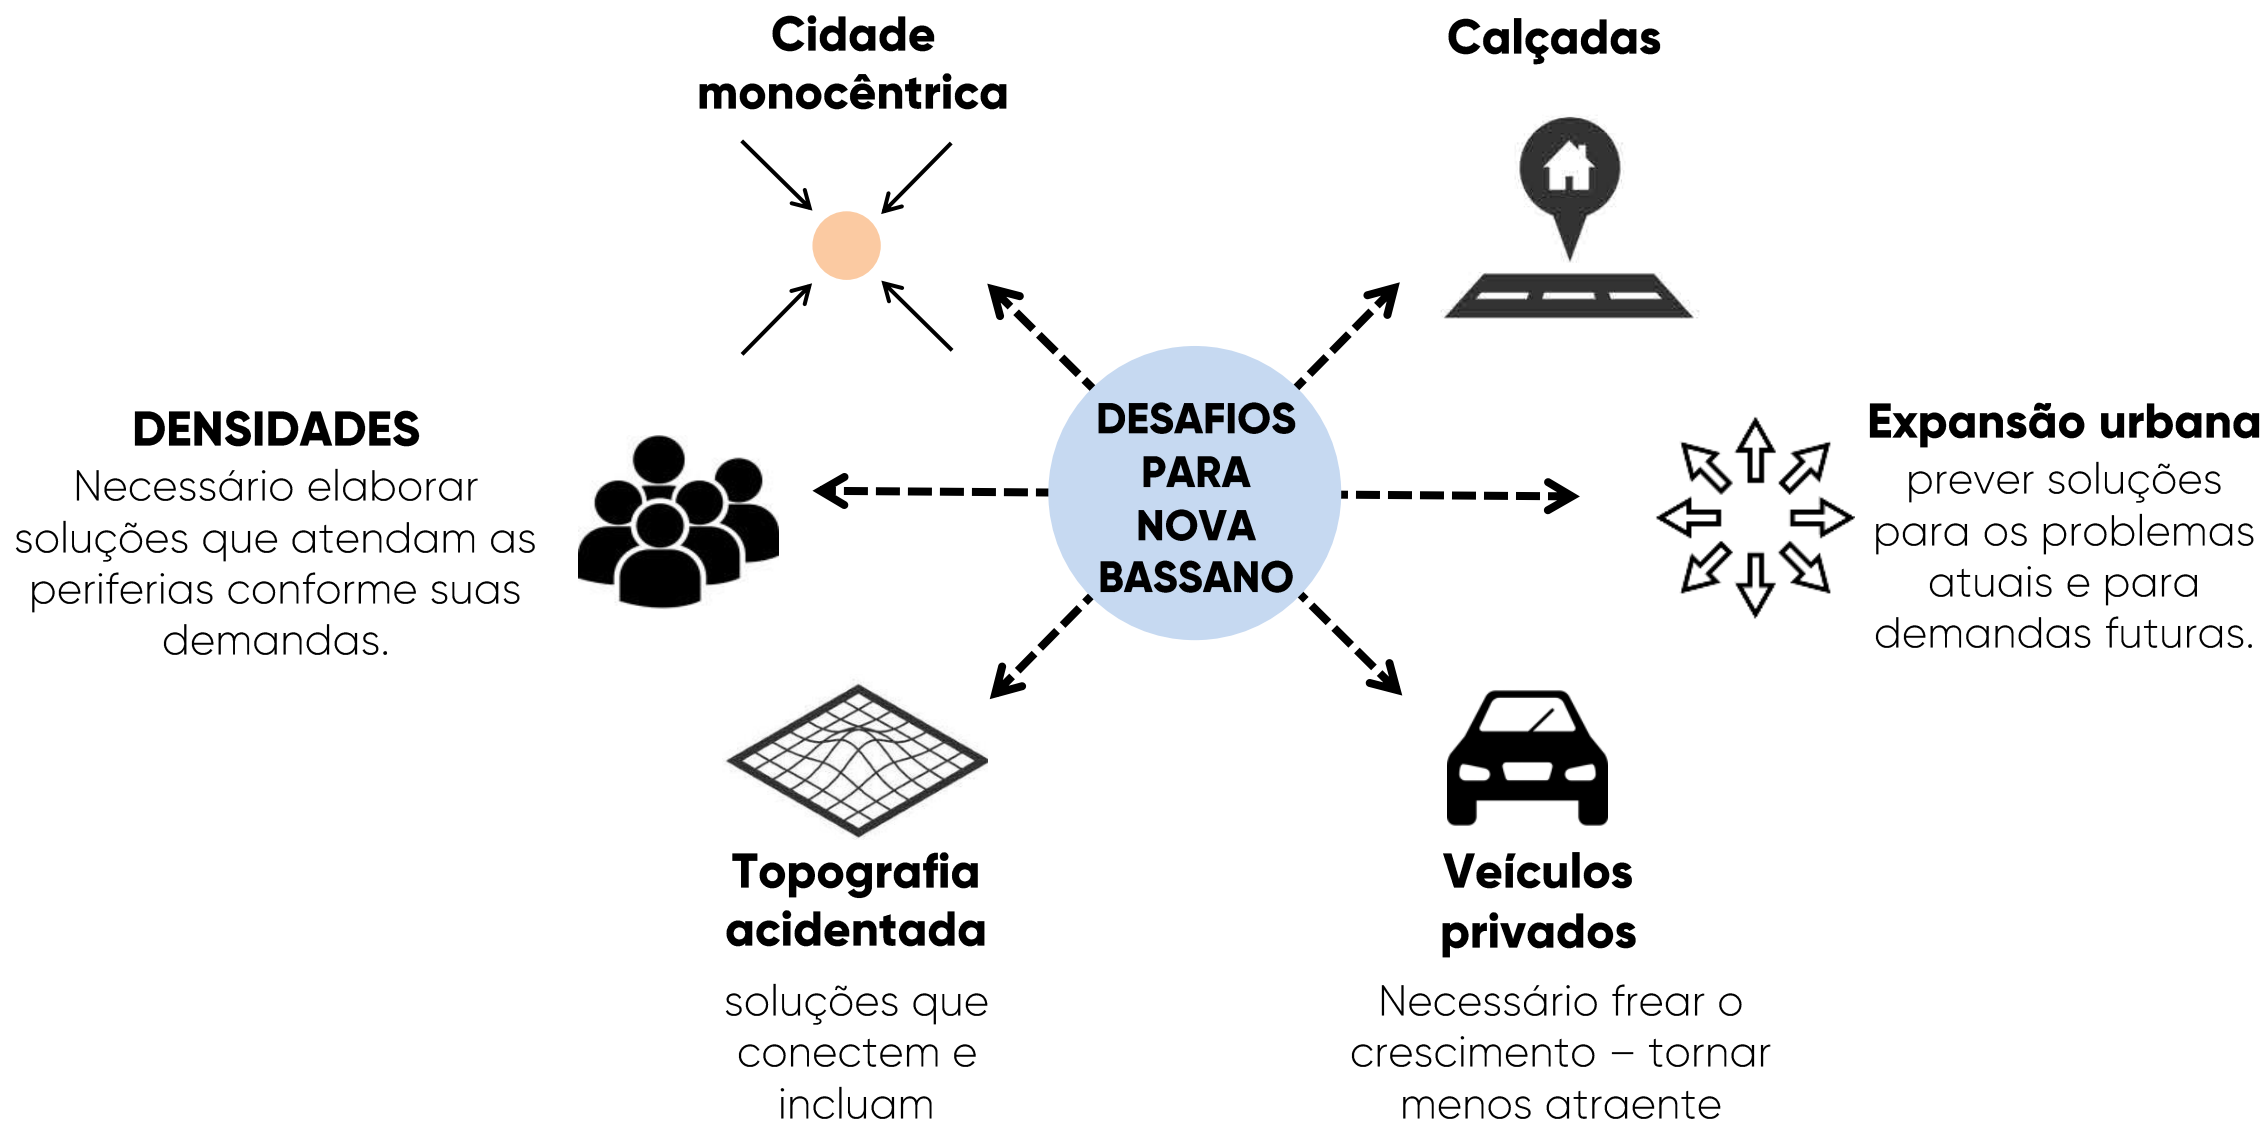 Cidade
monocêntrica
Calçadas
DESAFIOS
PARA
NOVA
BASSANO
DENSIDADES
Necessário elaborar
soluções que atendam as
periferias conforme suas
demandas.
Expansão urbana
prever soluções
para os problemas
atuais e para
demandas futuras.
Topografia
acidentada
soluções que
conectem e
incluam
Veículos
privados
Necessário frear o
crescimento – tornar
menos atraente